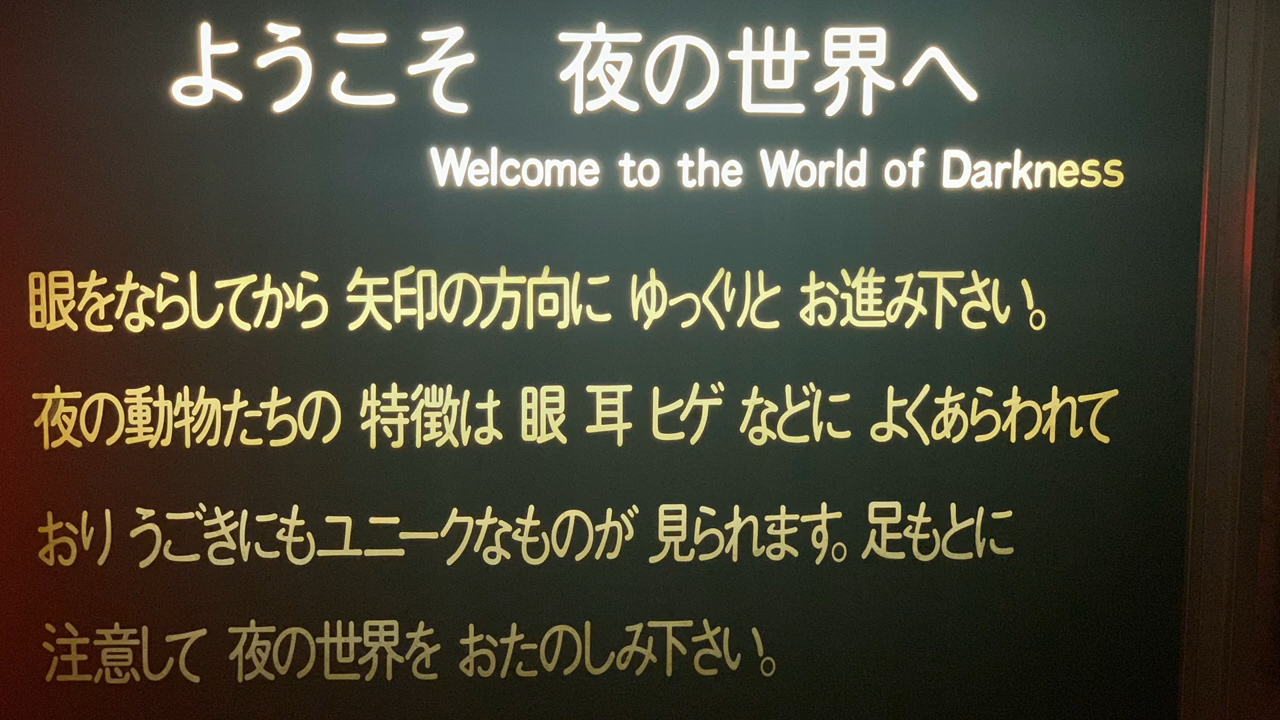 ようこそ　夜の世界へ
Welcome to the World of Darkness
眼をならしてから 矢印の方向に ゆっくりと お進み下さい。
夜の動物たちの 特徴は 眼 耳 ヒゲ などに よくあらわれて
おり うごきにもユニークなものが 見られます。足もとに
注意して 夜の世界を おたのしみ下さい。